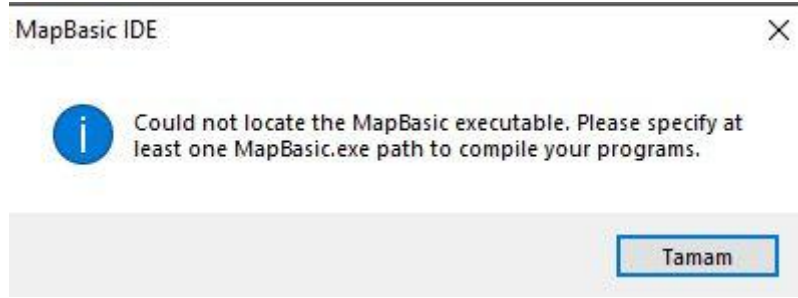 MapBasic IDE
Could not locate the MapBasic executable. Please specify at
least one MapBasic.exe path to compile your programs.
Tamam